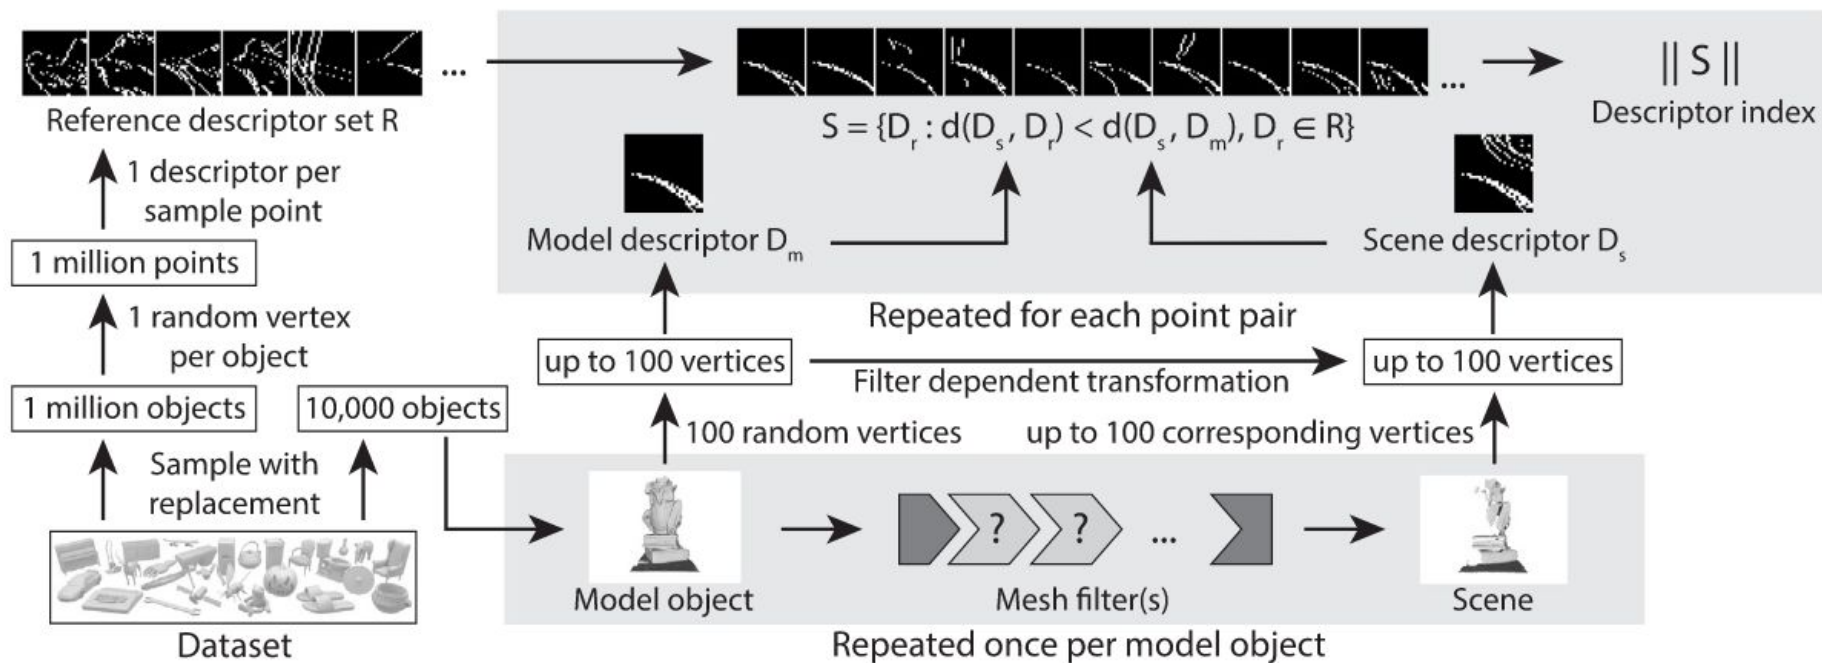 ...
Reference descriptor set R
...
S = {Dr : d(Ds, Dr) < d(Ds, Dm), Dr ∈ R}
|| S ||
Descriptor index
1 descriptor per
sample point
Model descriptor Dm
Scene descriptor Ds
1 million points
1 random vertex
per object
Repeated for each point pair
up to 100 vertices
Filter dependent transformation
up to 100 vertices
1 million objects
10,000 objects
100 random vertices
up to 100 corresponding vertices
Sample with
replacement
? ? ...
Model object
Mesh filter(s)
Scene
Dataset
Repeated once per model object